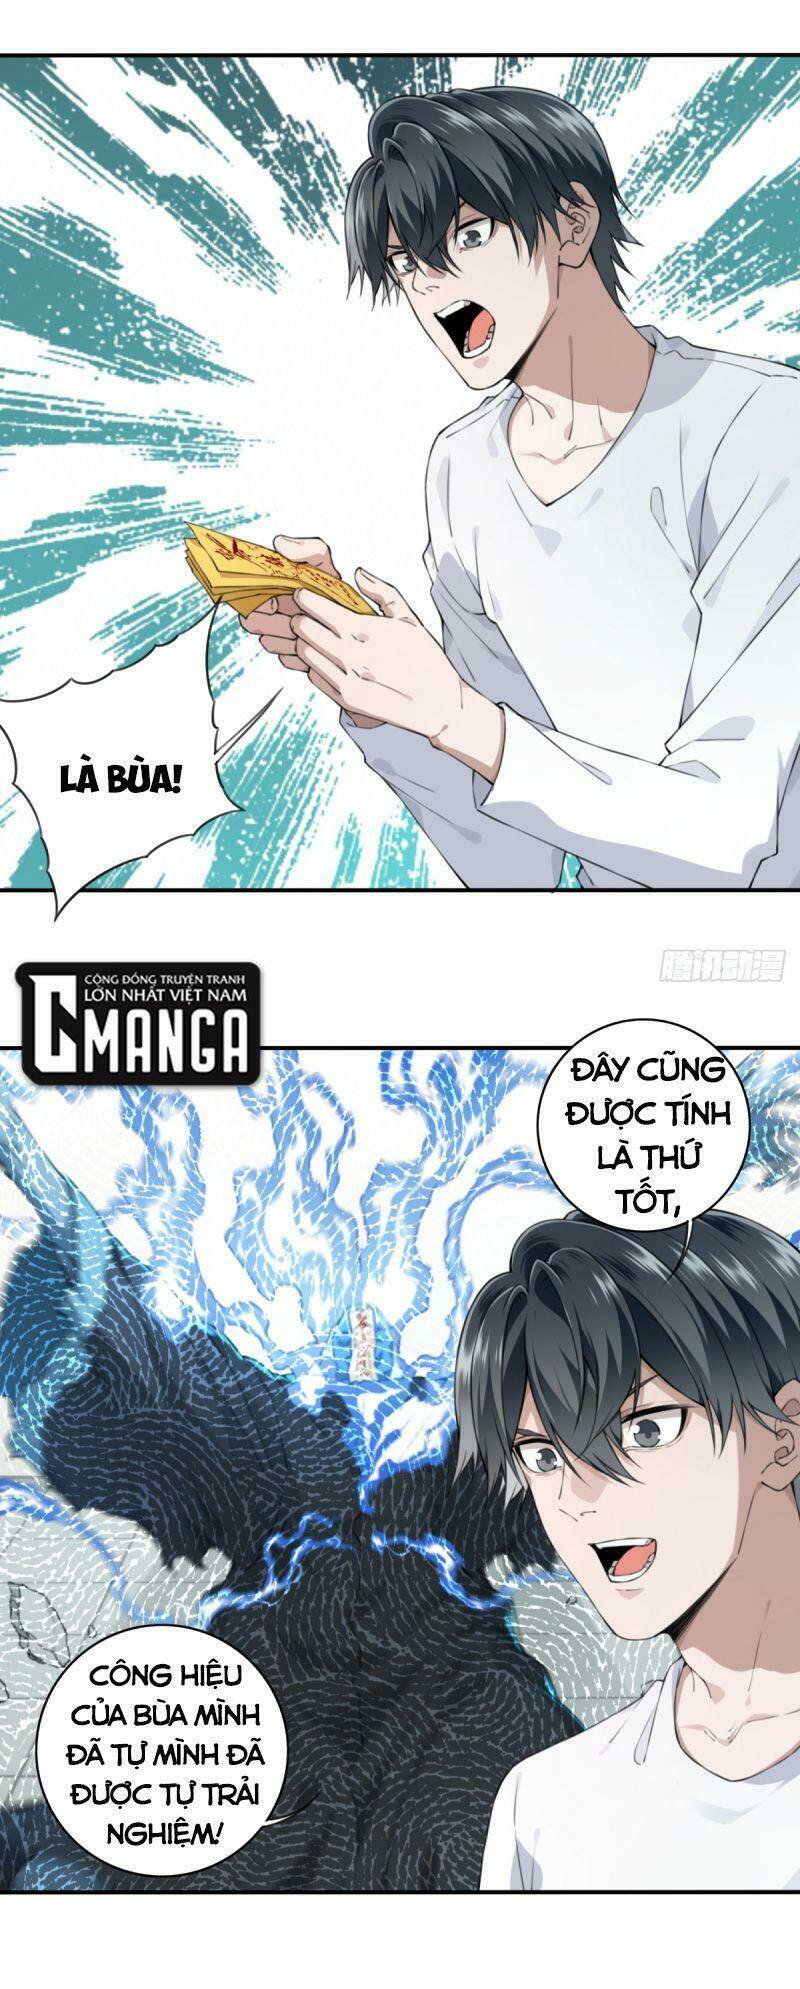 LÀ BÙA!
CỘNG ĐỒNG TRUYỆN TRANH
LỚN NHẤT VIỆT NAM
CMANGA
腾讯动漫
ĐÂY CŨNG
ĐƯỢC TÍNH
LÀ THỨ
TỐT,
CÔNG HIỆU
CỦA BÙA MÌNH
ĐÃ TỰ MÌNH ĐÃ
ĐƯỢC TỰ TRẢI
NGHIỆM!